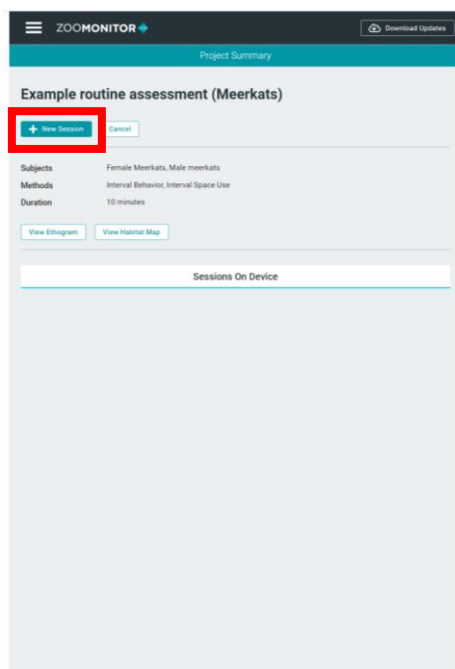 ZOOMONITOR
Download Updates
Project Summary
Example routine assessment (Meerkats)
+ New Session
Cancel
Subjects Female Meerkats, Male meerkats
Methods Interval Behavior, Interval Space Use
Duration 10 minutes
View Ethogram
View Habitat Map
Sessions On Device